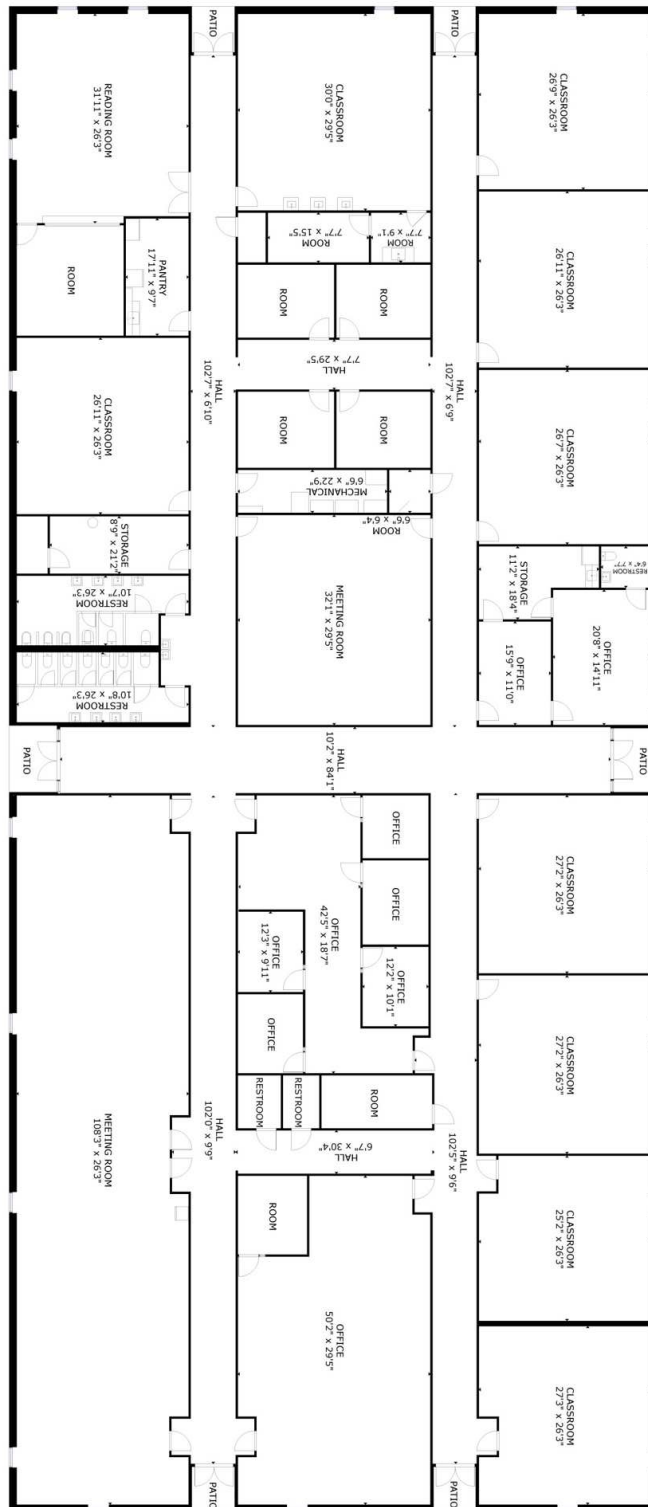 PATIO
PATIO
READING ROOM
31'11" x 26'3"
CLASSROOM
30'0" x 29'5"
CLASSROOM
26'9" x 26'3"
ROOM
PANTRY
17'11" x 9'7"
7'7" x 15'5"
ROOM
7'7" x 9'1"
ROOM
CLASSROOM
26'11" x 26'3"
ROOM
ROOM
HALL
102'7" x 6'10"
7'7" x 29'5"
HALL
HALL
102'7" x 6'9"
CLASSROOM
26'11" x 26'3"
ROOM
ROOM
CLASSROOM
26'7" x 26'3"
6'6" x 22'9"
MECHANICAL
6'6" x 6'4"
ROOM
8'9" x 21'2"
STORAGE
10'7" x 26'3"
RESTROOM
MEETING ROOM
32'1" x 29'5"
STORAGE
11'2" x 18'4"
6'4" x 7'7"
RESTROOM
OFFICE
20'8" x 14'11"
OFFICE
15'9" x 11'0"
10'8" x 26'3"
RESTROOM
PATIO
HALL
10'2" x 84'1"
PATIO
OFFICE
CLASSROOM
27'2" x 26'3"
OFFICE
OFFICE
42'5" x 18'7"
OFFICE
12'3" x 9'11"
OFFICE
12'2" x 10'1"
OFFICE
CLASSROOM
27'2" x 26'3"
RESTROOM
RESTROOM
ROOM
MEETING ROOM
108'3" x 26'3"
HALL
102'0" x 9'9"
6'7" x 30'4"
HALL
HALL
102'5" x 9'6"
CLASSROOM
25'2" x 26'3"
ROOM
OFFICE
50'2" x 29'5"
CLASSROOM
27'3" x 26'3"
PATIO
PATIO